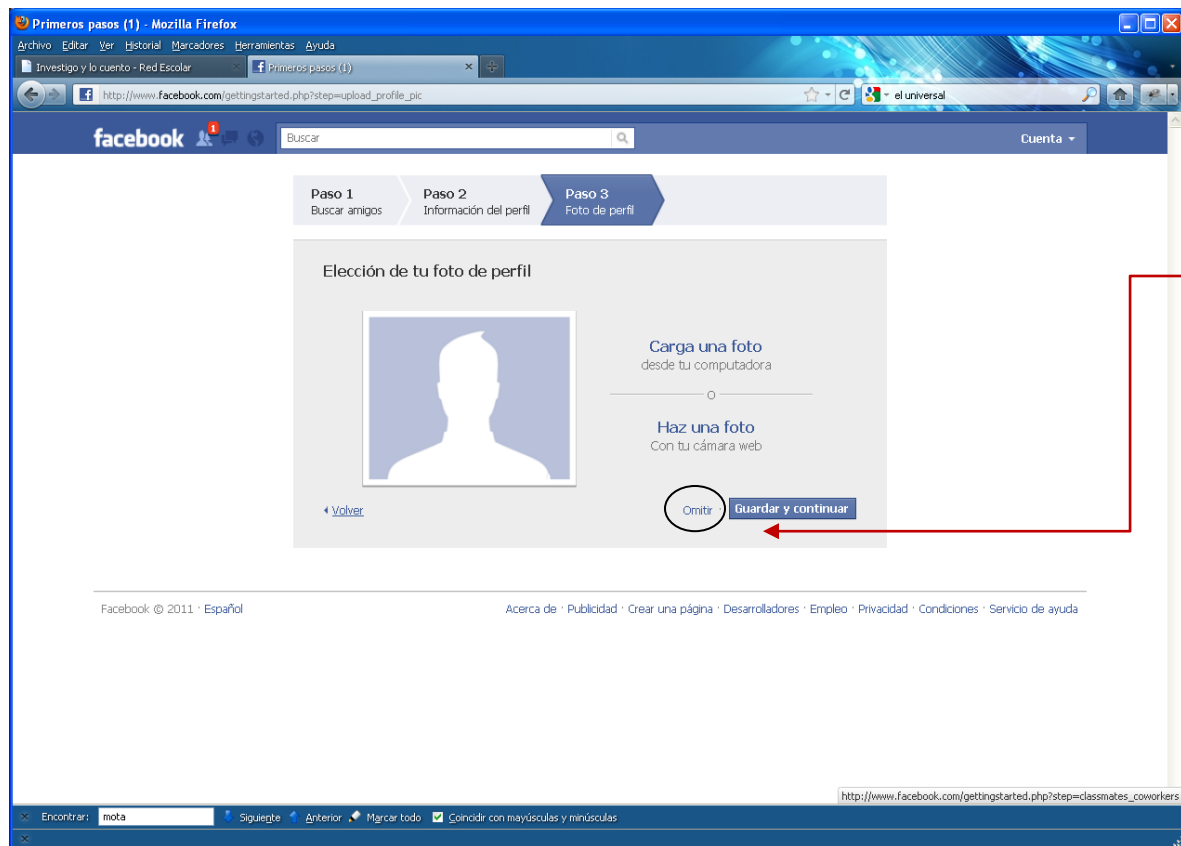 Primeros pasos (1) - Mozilla Firefox
Archivo Editar Ver Historial Marcadores Herramientas Ayuda
Investigo y lo cuento - Red Escolar
Primeros pasos (1)
http://www.facebook.com/gettingstarted.php?step=upload_profile_pic
el universal
facebook
1
Buscar
Cuenta
Paso 1
Buscar amigos
Paso 2
Información del perfil
Paso 3
Foto de perfil
Elección de tu foto de perfil
Carga una foto
desde tu computadora
O
Haz una foto
Con tu cámara web
Volver
Omitir · Guardar y continuar
Facebook © 2011 · Español
Acerca de · Publicidad · Crear una página · Desarrolladores · Empleo · Privacidad · Condiciones · Servicio de ayuda
http://www.facebook.com/gettingstarted.php?step=classmates_coworkers
Encontrar: mota Siguiente Anterior Marcar todo Coincidir con mayúsculas y minúsculas